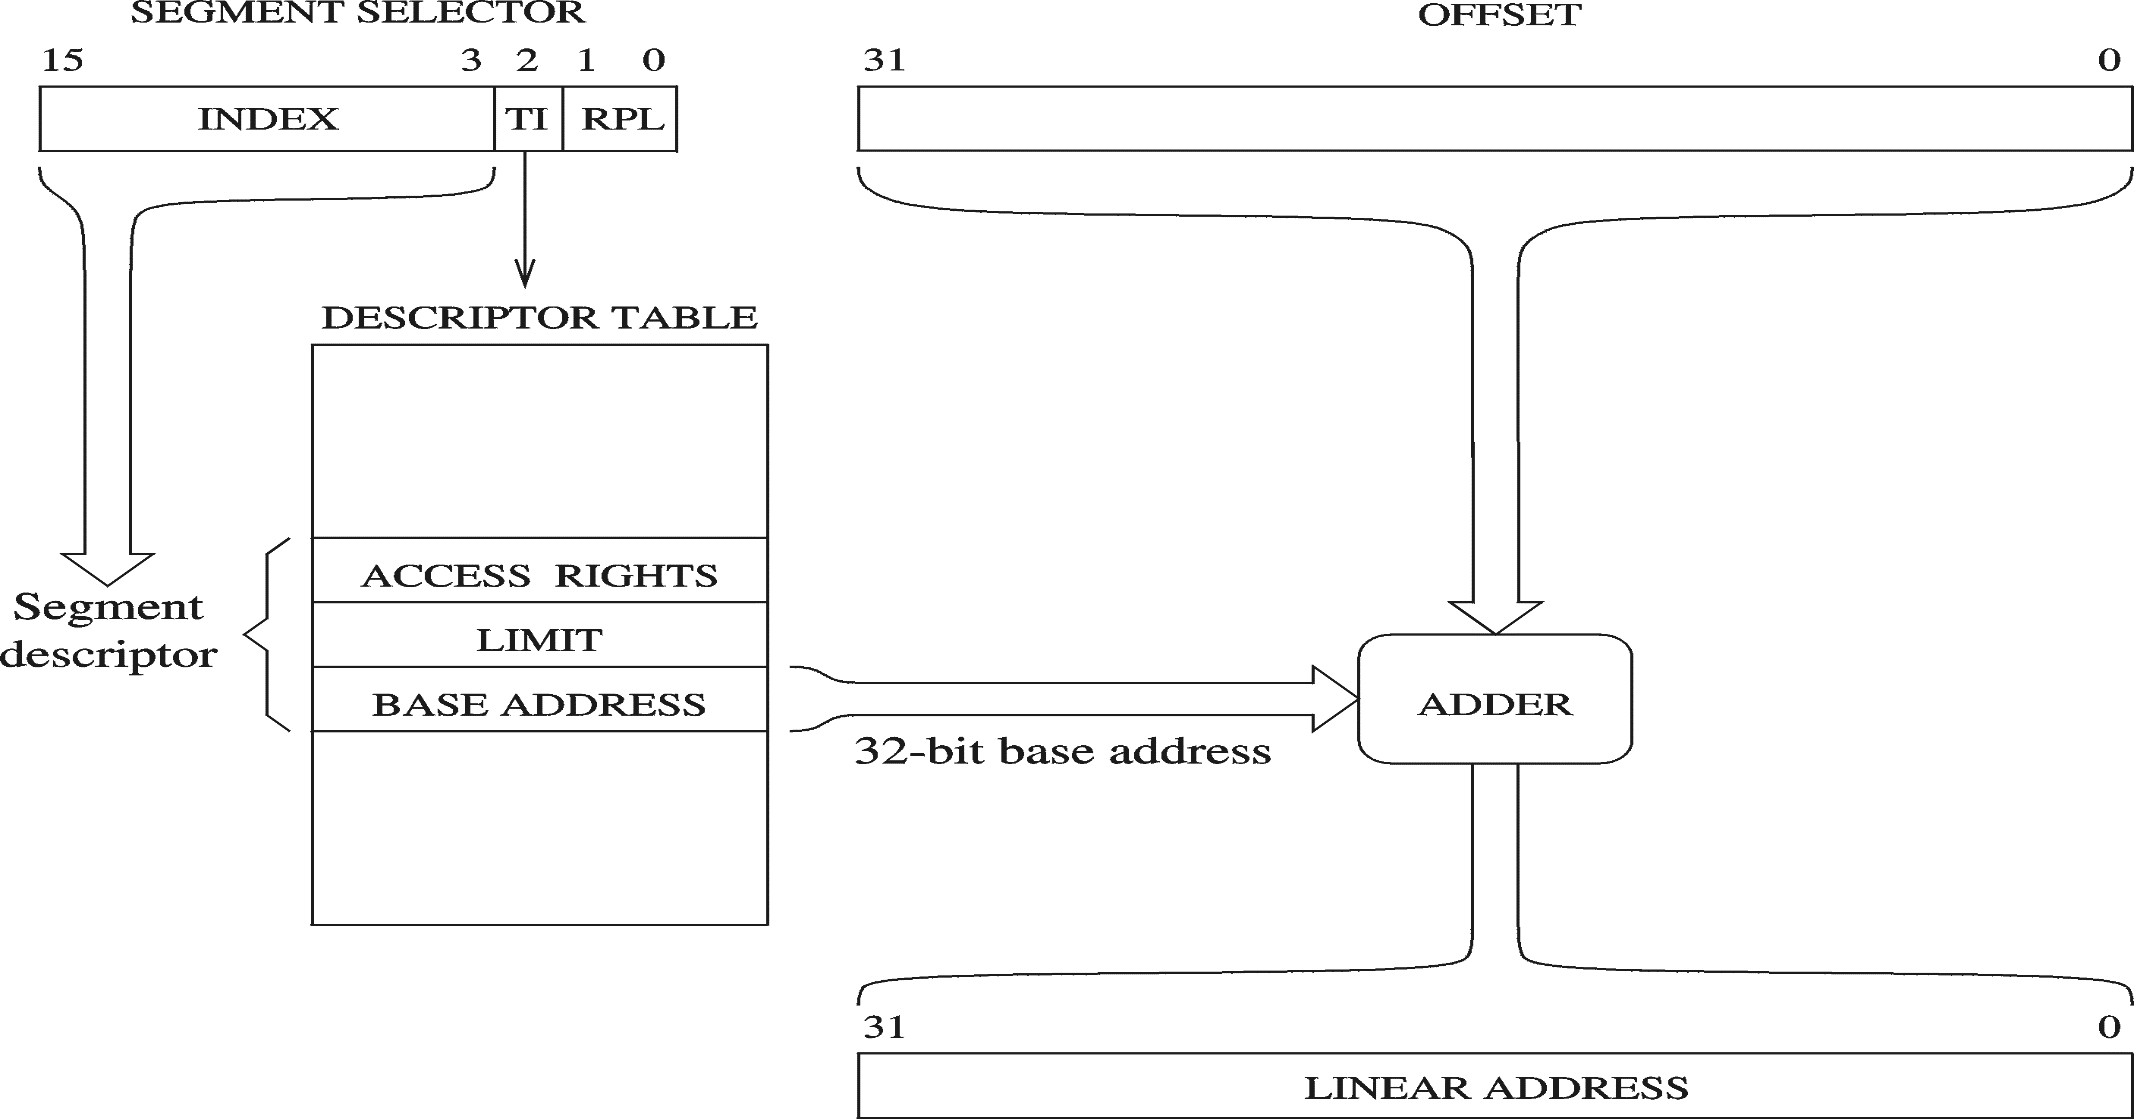 SEGMENT SELECTOR
15 3 2 1 0
INDEX TI RPL
OFFSET
31 0
DESCRIPTOR TABLE
ACCESS RIGHTS
LIMIT
BASE ADDRESS
Segment
descriptor
32-bit base address
ADDER
31 0
LINEAR ADDRESS